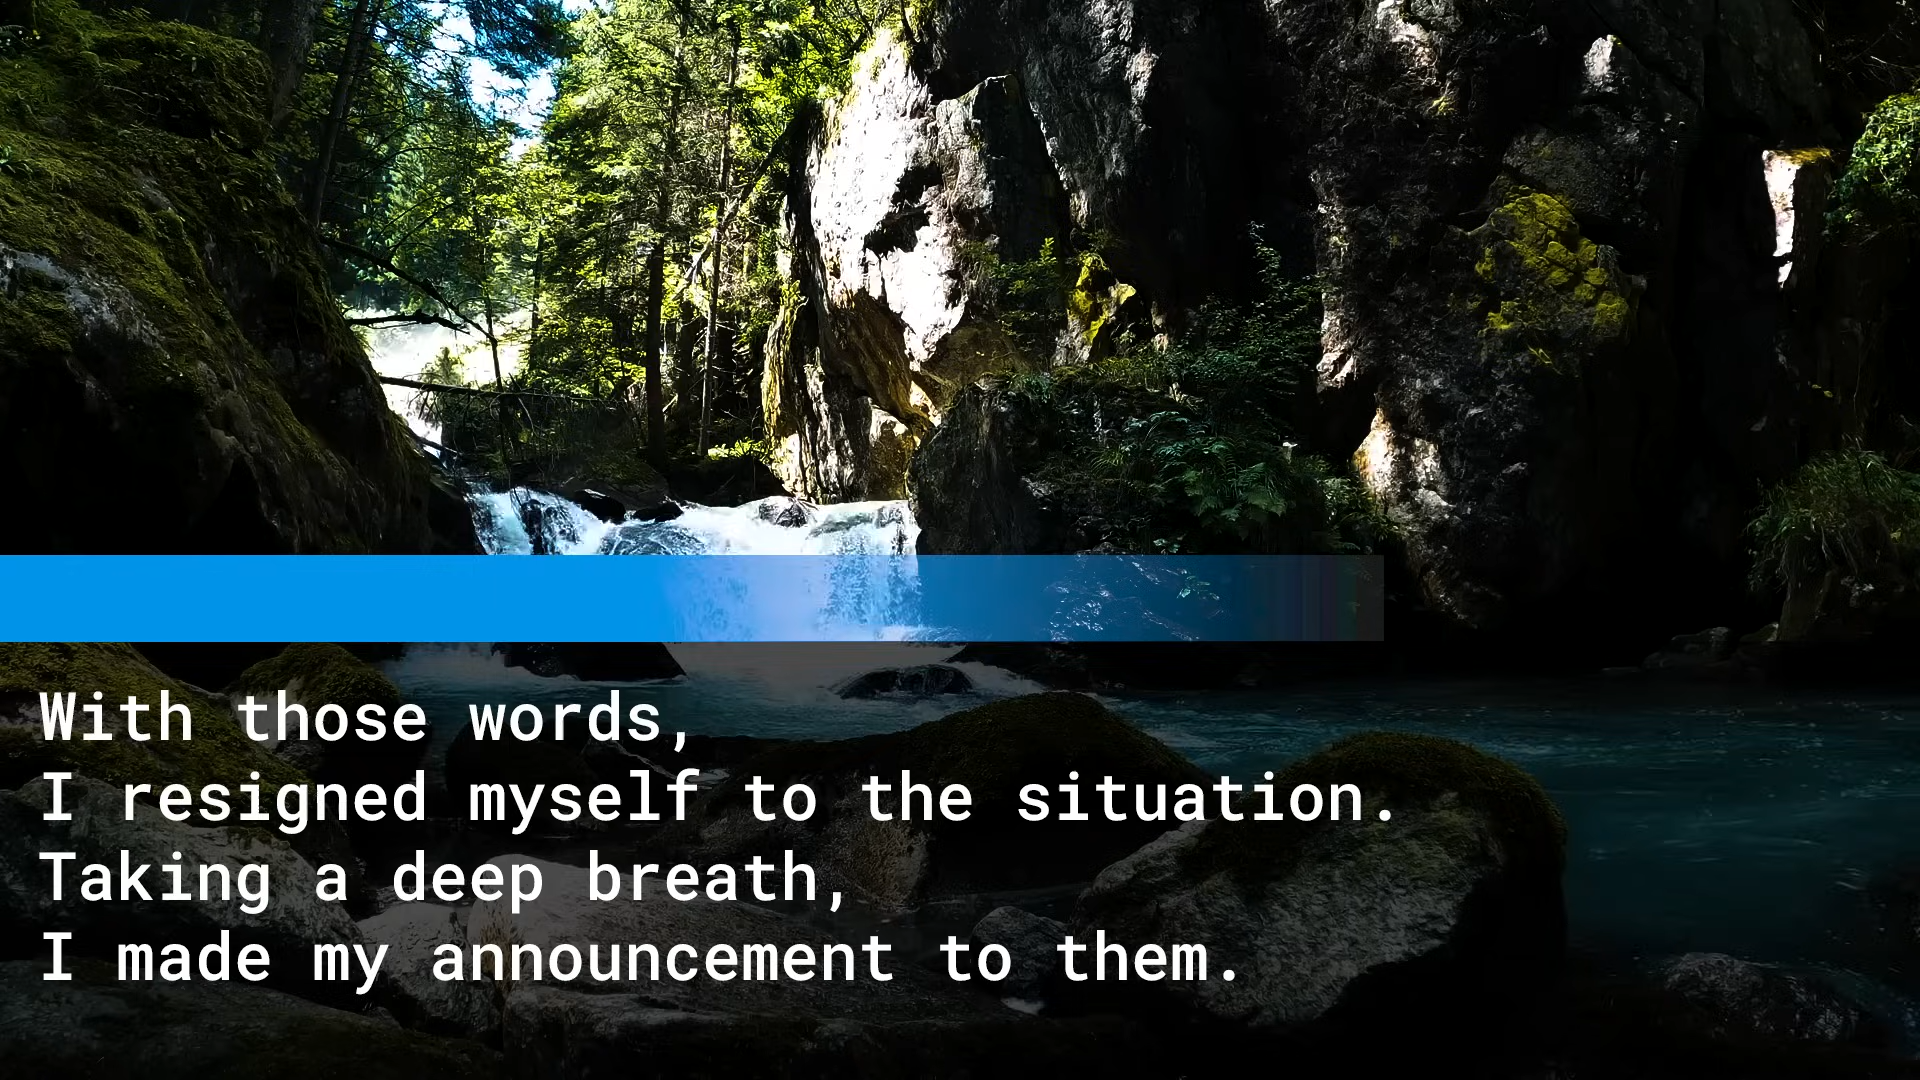 With those words,
I resigned myself to the situation.
Taking a deep breath,
I made my announcement to them.